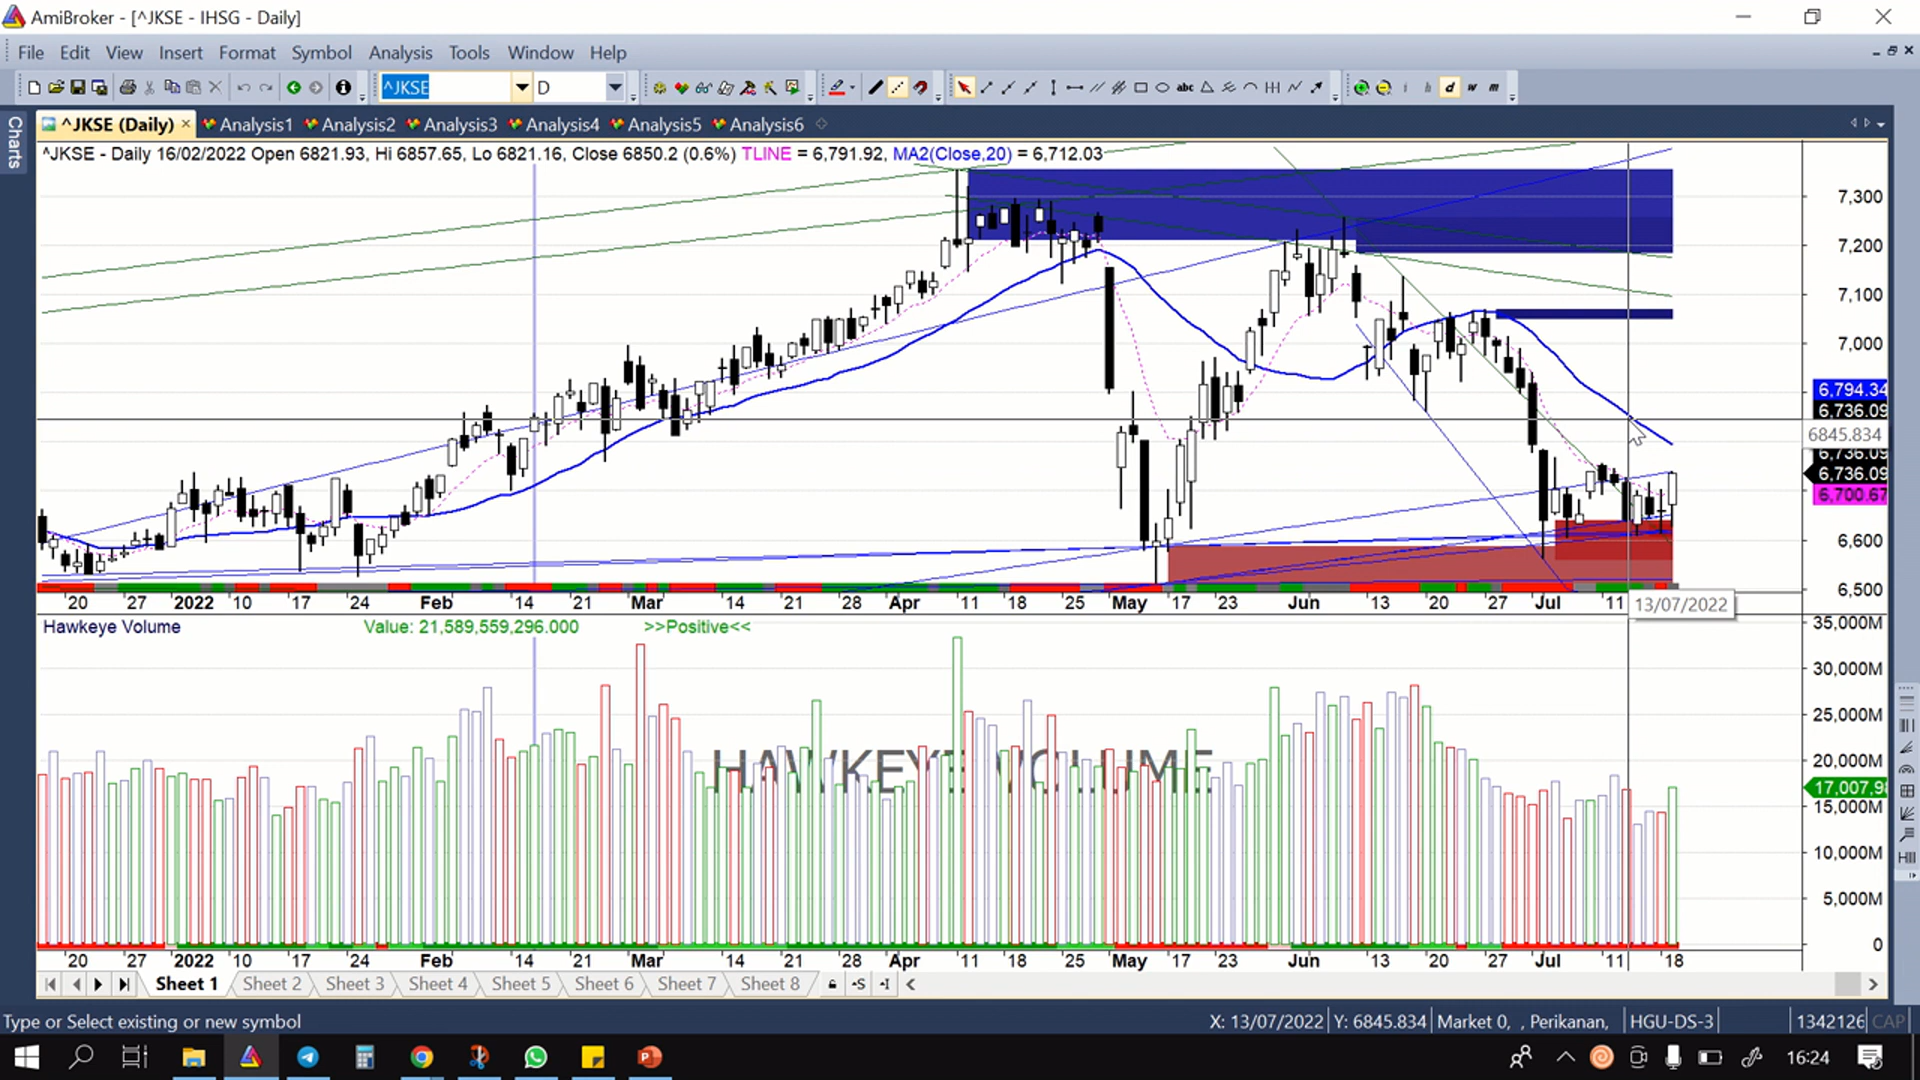 AmiBroker - [^JKSE - IHSG - Daily]
File Edit View Insert Format Symbol Analysis Tools Window Help
^JKSE D abc i h d w m
Charts ^JKSE (Daily) Analysis1 Analysis2 Analysis3 Analysis4 Analysis5 Analysis6
^JKSE - Daily 16/02/2022 Open 6821.93, Hi 6857.65, Lo 6821.16, Close 6850.2 (0.6%) TLINE = 6,791.92, MA2(Close,20) = 6,712.03
7,300
7,200
7,100
7,000
6,794.34
6,736.09
6845.834
6,736.09
6,736.09
6,700.67
6,600
6,500
20 27 2022 10 17 24 Feb 14 21 Mar 14 21 28 Apr 11 18 25 May 17 23 Jun 13 20 27 Jul 11 13/07/2022
Hawkeye Volume Value: 21,589,559,296.000 >>Positive<<
HAWKEYE VOLUME
35,000M
30,000M
25,000M
20,000M
17,007,98
15,000M
10,000M
5,000M
0
20 27 2022 10 17 24 Feb 14 21 Mar 14 21 28 Apr 11 18 25 May 17 23 Jun 13 20 27 Jul 11 18
Sheet 1 Sheet 2 Sheet 3 Sheet 4 Sheet 5 Sheet 6 Sheet 7 Sheet 8
Type or Select existing or new symbol X: 13/07/2022 Y: 6845.834 Market 0, , Perikanan, HGU-DS-3 1342126 CAP
16:24